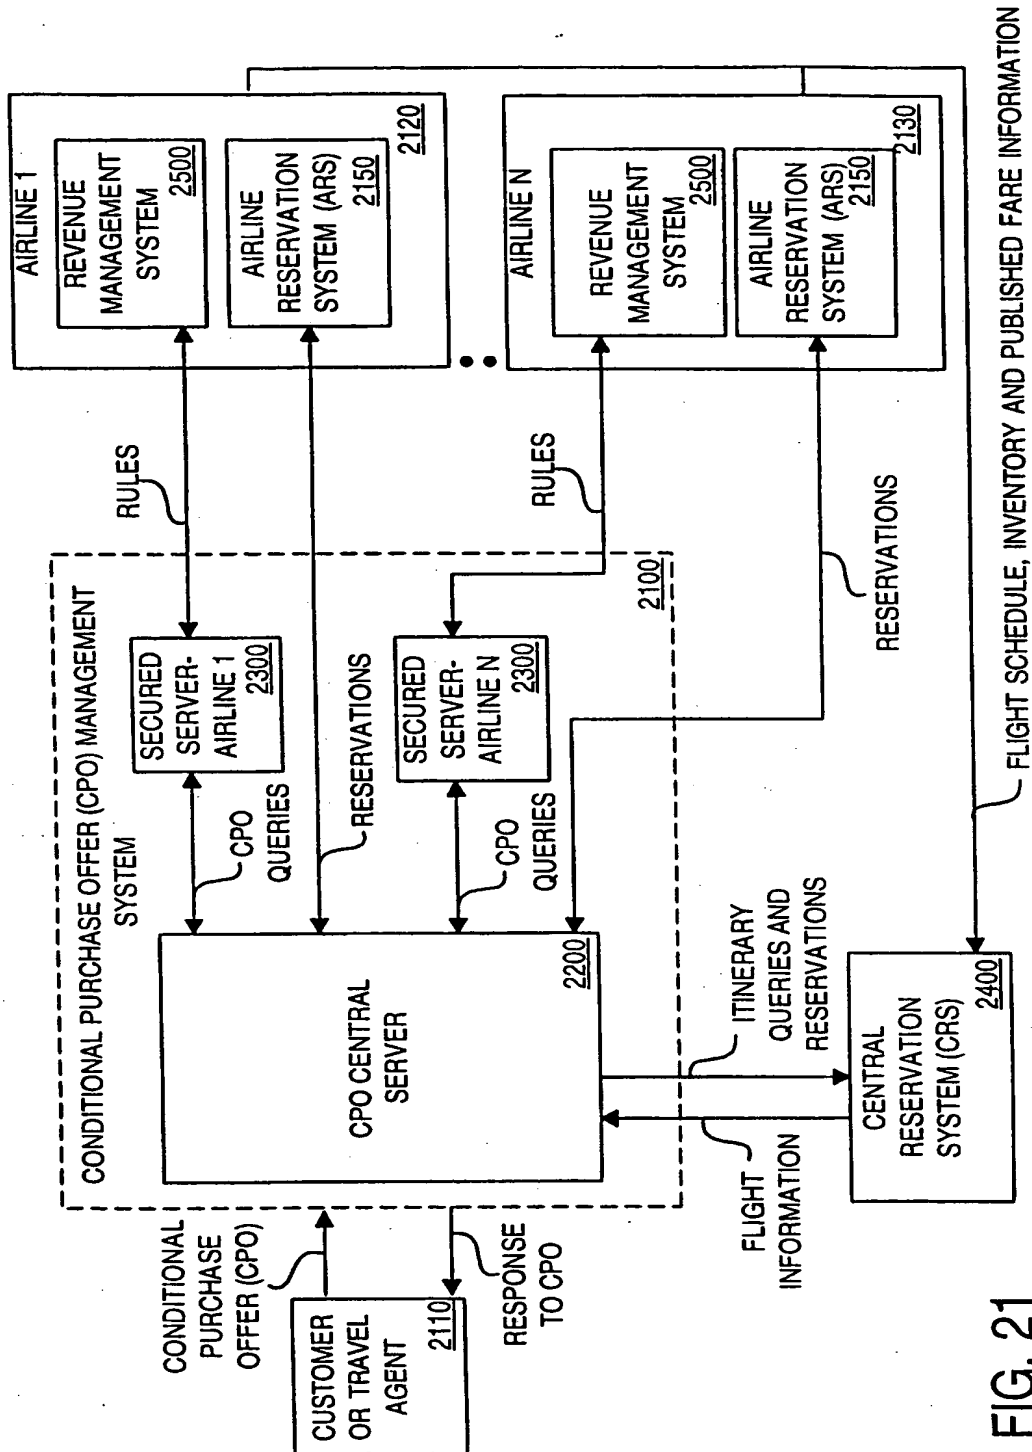 CONDITIONAL
PURCHASE
OFFER (CPO)
CUSTOMER
OR TRAVEL
AGENT
2110
RESPONSE
TO CPO
CONDITIONAL PURCHASE OFFER (CPO) MANAGEMENT
SYSTEM
2100
CPO CENTRAL
SERVER
2200
CPO
QUERIES
SECURED
SERVER-
AIRLINE 1
2300
RESERVATIONS
CPO
QUERIES
SECURED
SERVER-
AIRLINE N
2300
RULES
RULES
RESERVATIONS
AIRLINE 1
REVENUE
MANAGEMENT
SYSTEM
2500
AIRLINE
RESERVATION
SYSTEM (ARS)
2150
2120
AIRLINE N
REVENUE
MANAGEMENT
SYSTEM
2500
AIRLINE
RESERVATION
SYSTEM (ARS)
2150
2130
FLIGHT
INFORMATION
ITINERARY
QUERIES AND
RESERVATIONS
CENTRAL
RESERVATION
SYSTEM (CRS)
2400
FLIGHT SCHEDULE, INVENTORY AND PUBLISHED FARE INFORMATION
FIG. 21